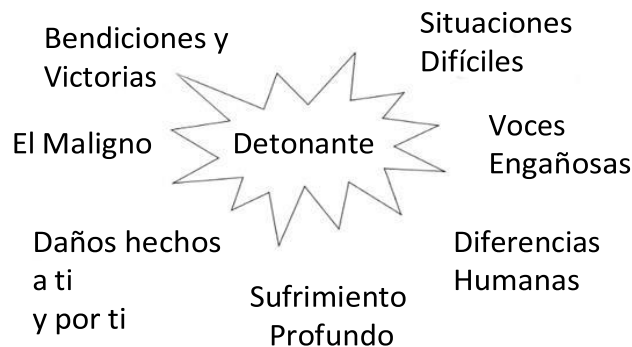 Bendiciones y
Victorias
Situaciones
Difíciles
El Maligno
Detonante
Voces
Engañosas
Daños hechos
a ti
y por ti
Sufrimiento
Profundo
Diferencias
Humanas